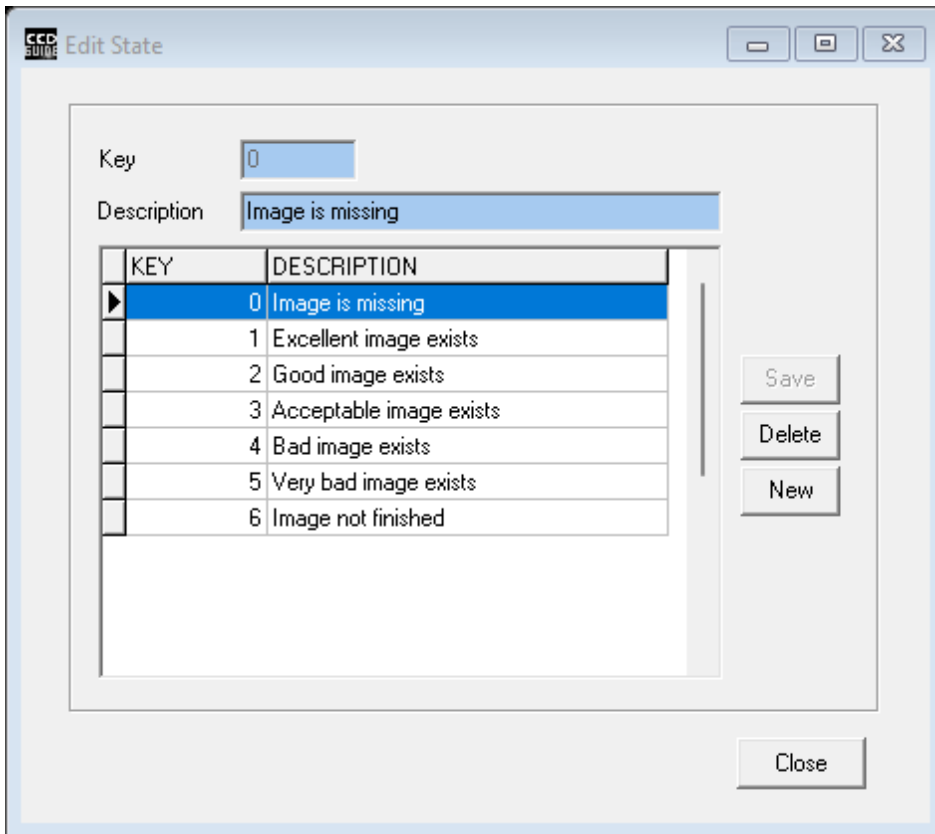 CCD GUIDE Edit State
Key 0
Description Image is missing
KEY DESCRIPTION
0 Image is missing
1 Excellent image exists
2 Good image exists
3 Acceptable image exists
4 Bad image exists
5 Very bad image exists
6 Image not finished
Save
Delete
New
Close